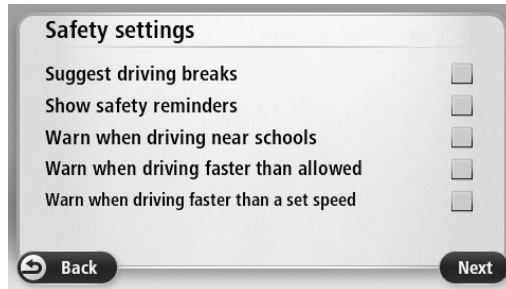 Safety settings
Suggest driving breaks
Show safety reminders
Warn when driving near schools
Warn when driving faster than allowed
Warn when driving faster than a set speed
Back
Next